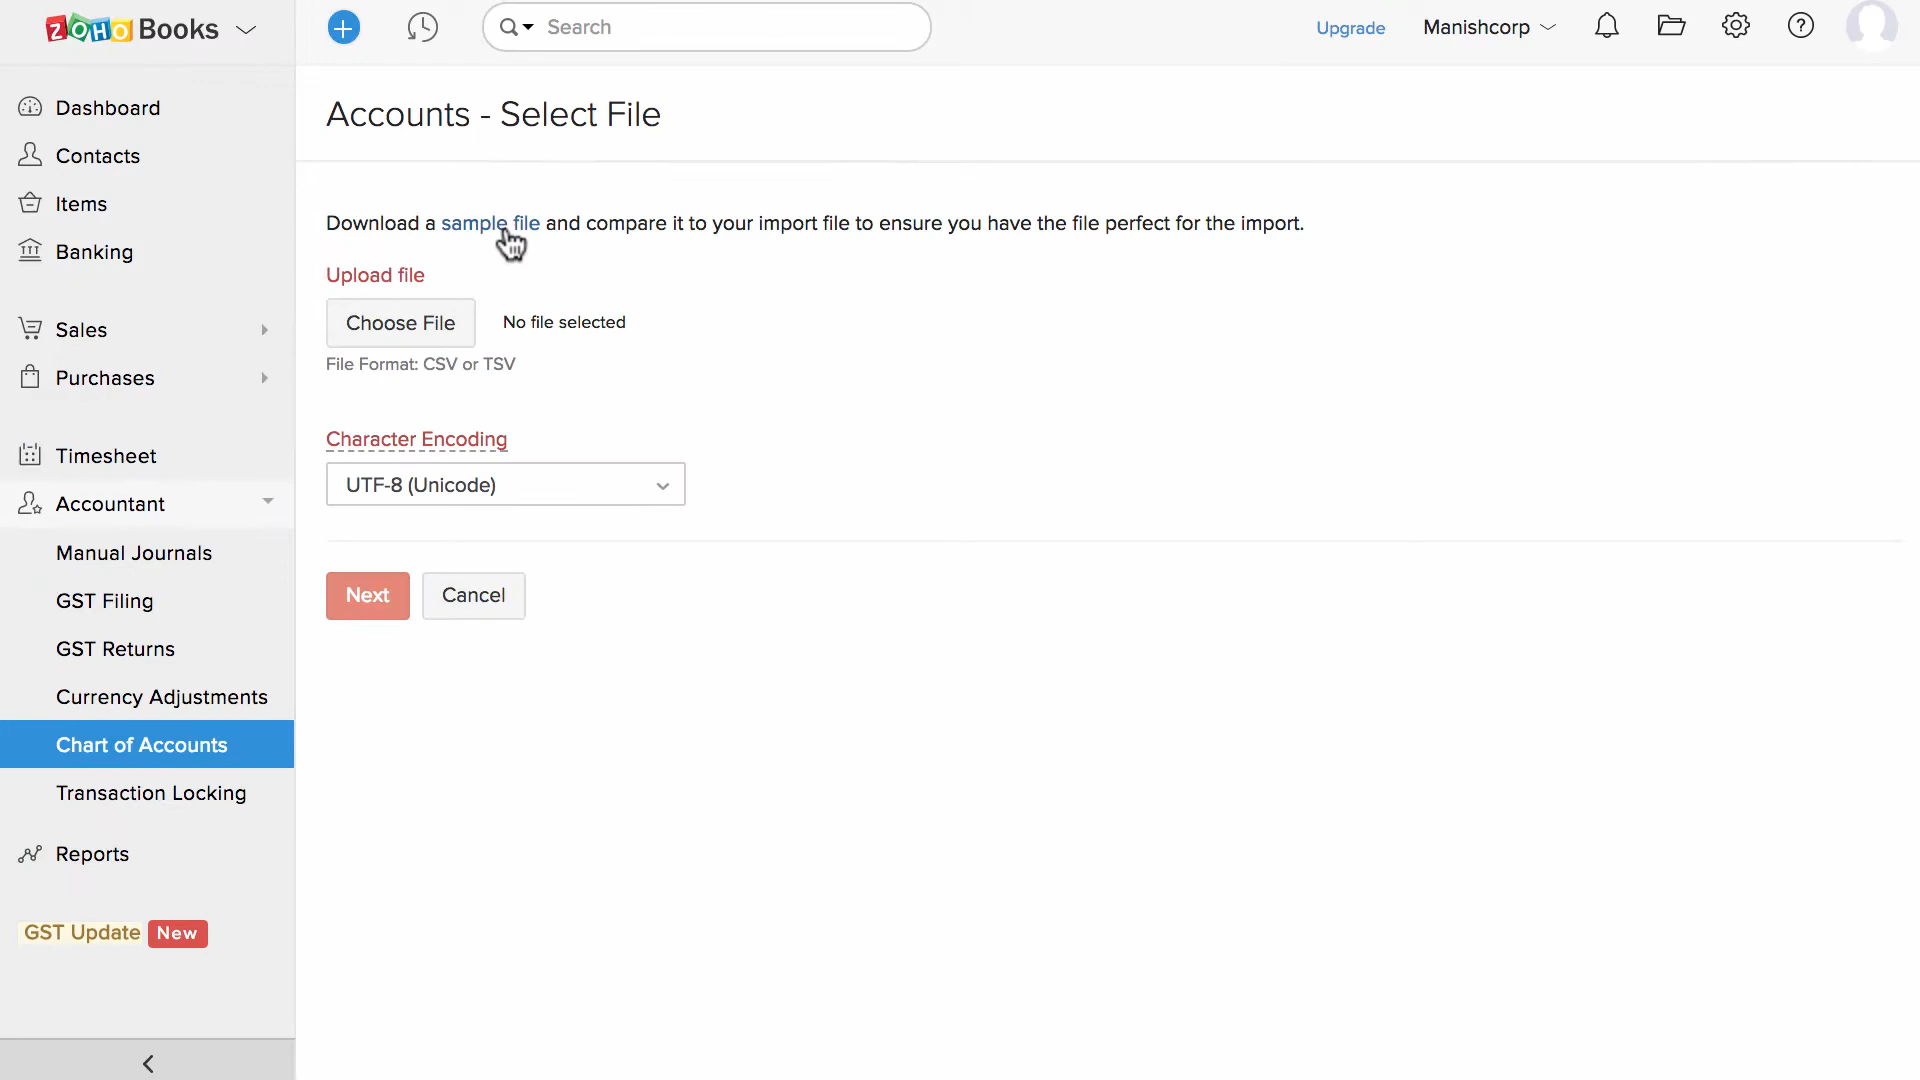 ZOHO Books
Search
Upgrade
Manishcorp
Dashboard
Contacts
Items
Banking
Sales
Purchases
Timesheet
Accountant
Manual Journals
GST Filing
GST Returns
Currency Adjustments
Chart of Accounts
Transaction Locking
Reports
GST Update New
Accounts - Select File
Download a sample file and compare it to your import file to ensure you have the file perfect for the import.
Upload file
Choose File No file selected
File Format: CSV or TSV
Character Encoding
UTF-8 (Unicode)
Next Cancel